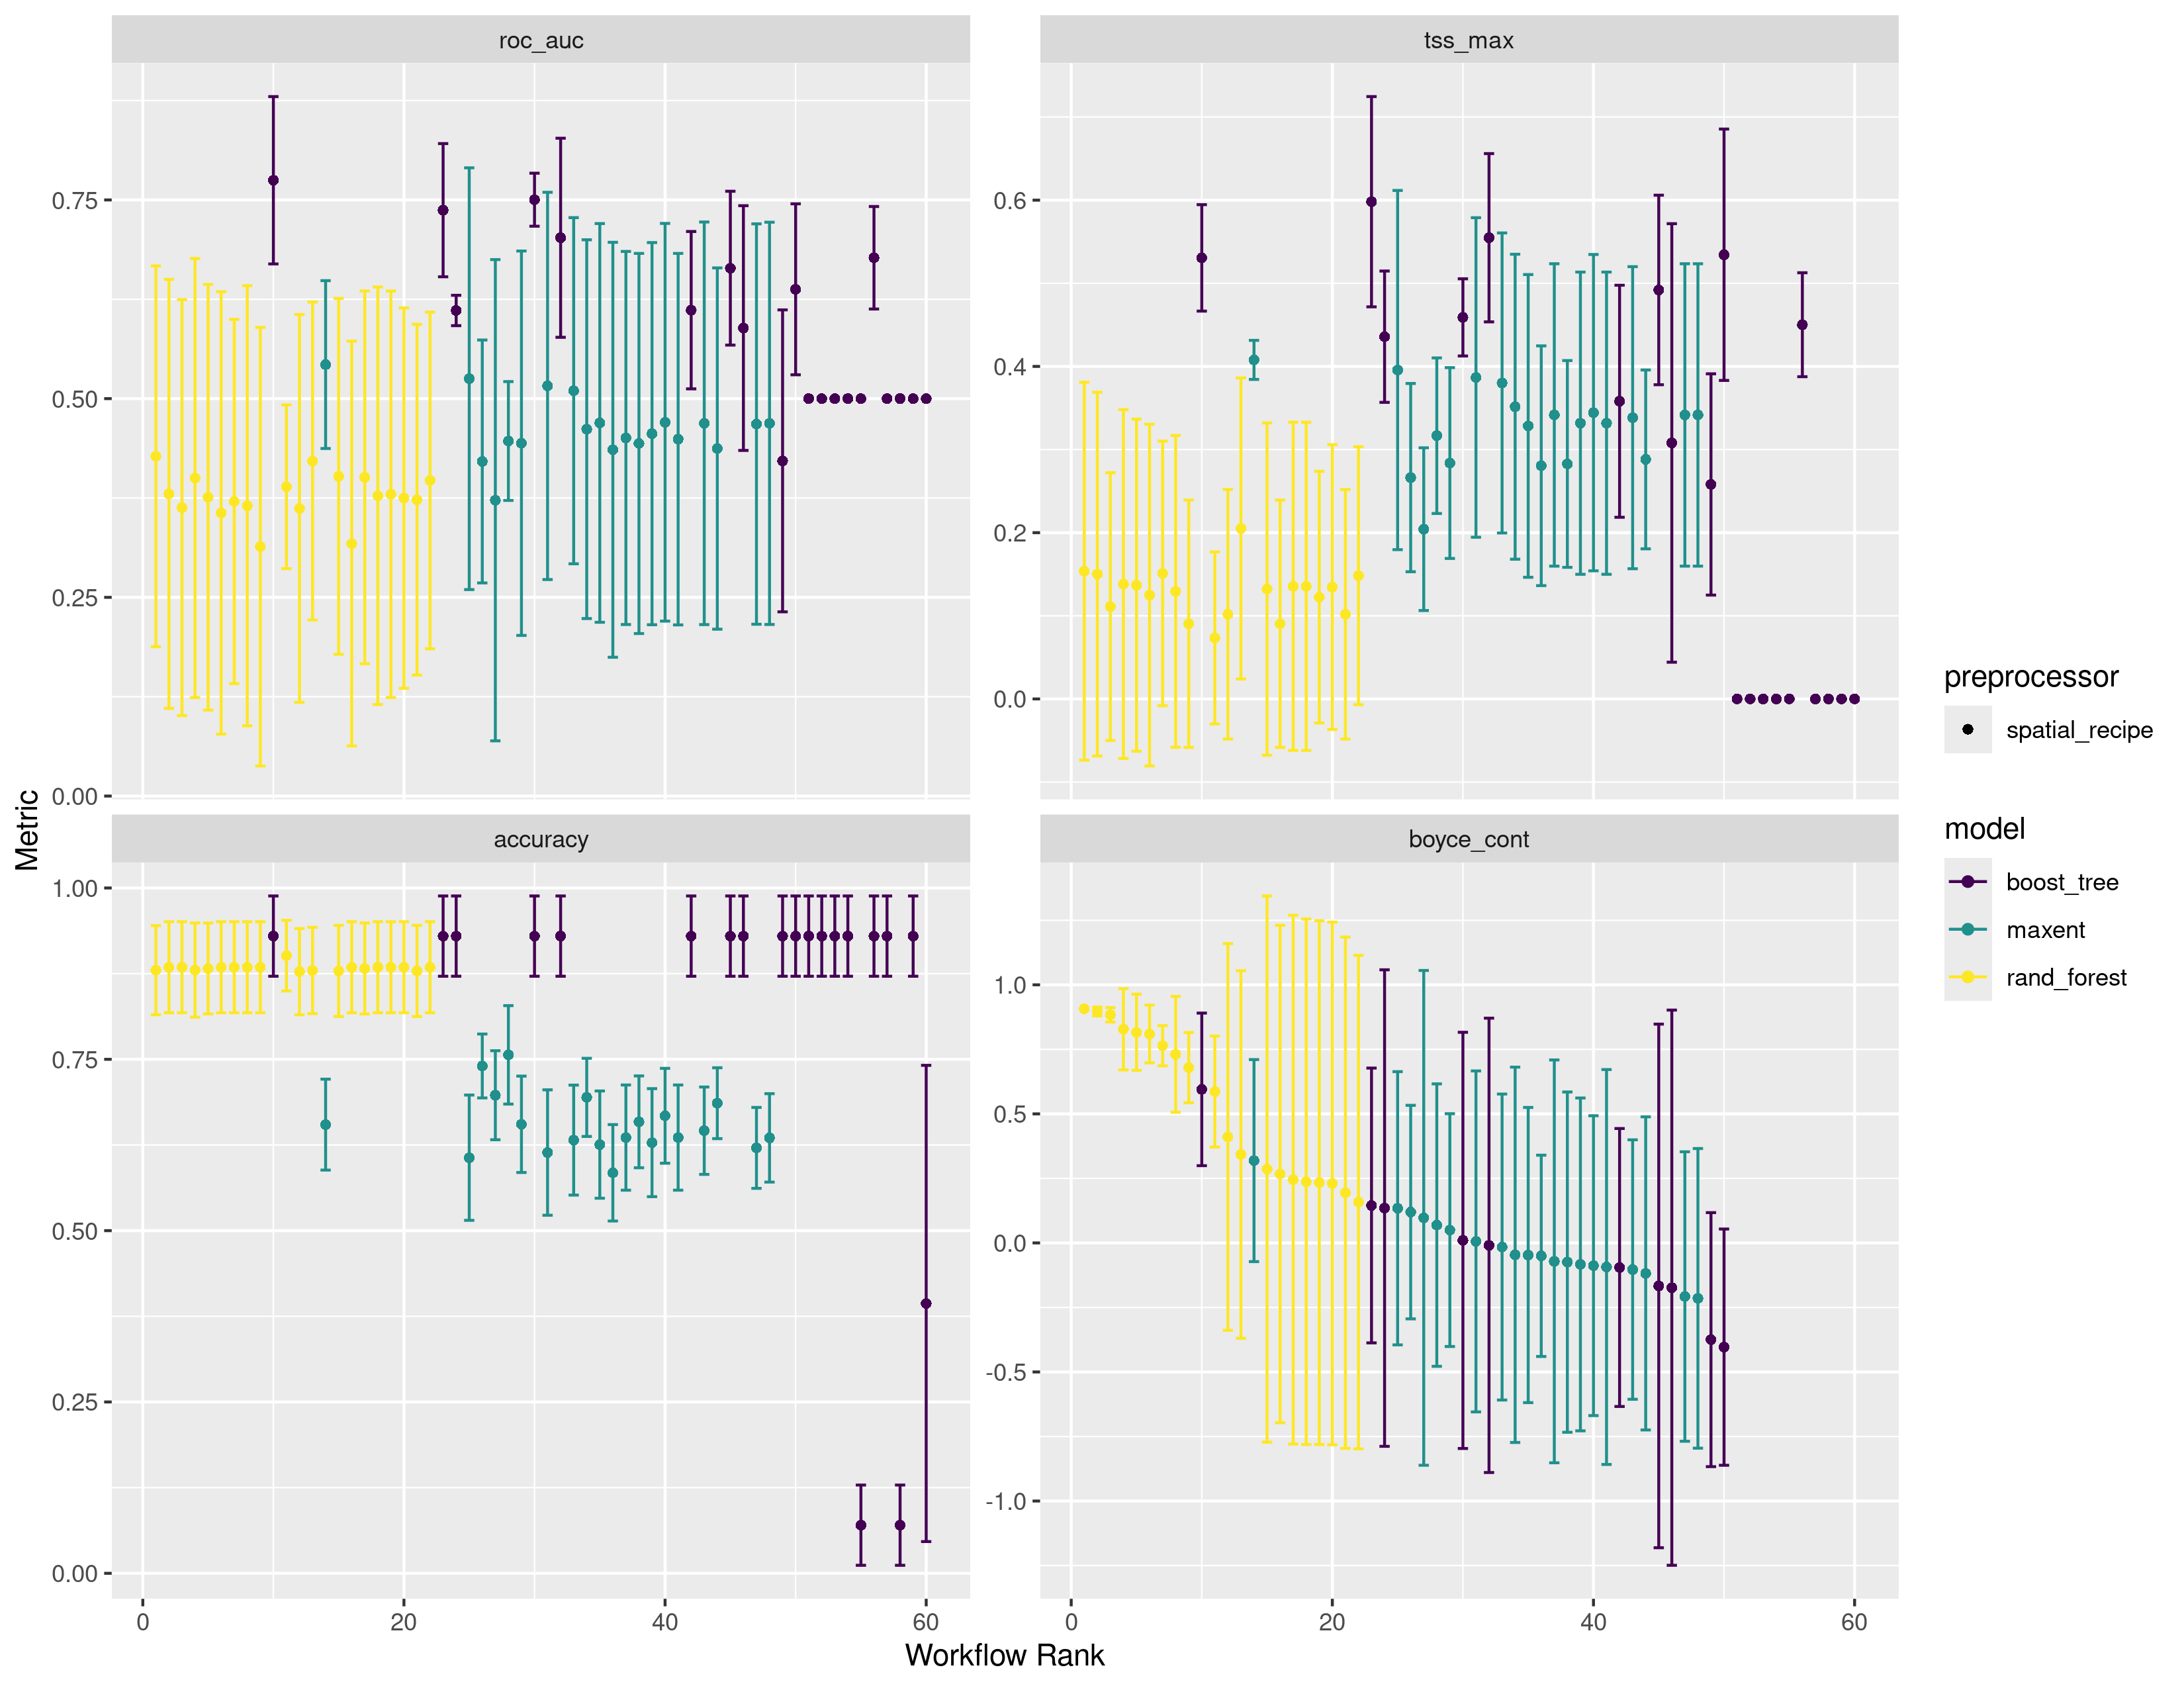 roc_auc
tss_max
0.75
0.50
0.25
0.00
0.6
0.4
0.2
0.0
accuracy
boyce_cont
1.00
0.75
0.50
0.25
0.00
1.0
0.5
0.0
-0.5
-1.0
0 20 40 60
0 20 40 60
Workflow Rank
Metric
preprocessor
spatial_recipe
model
boost_tree
maxent
rand_forest